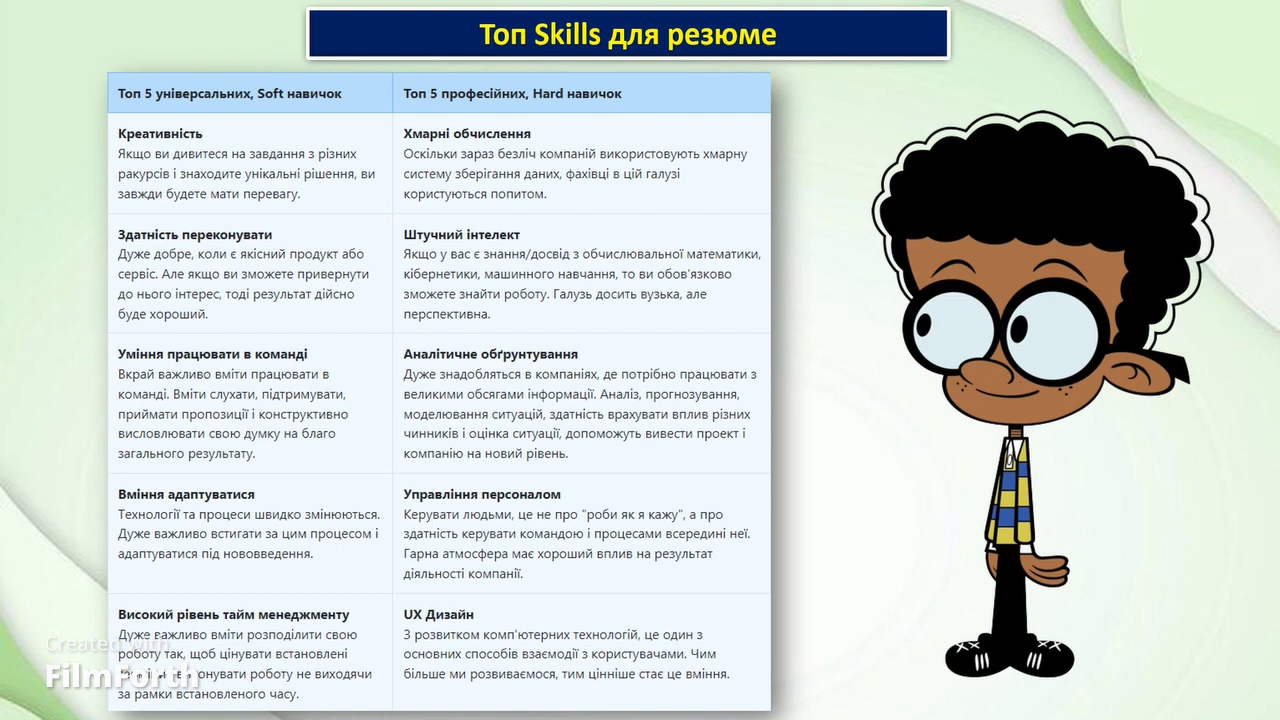 Топ Skills для резюме
Топ 5 універсальних, Soft навичок
Креативність
Якщо ви дивитеся на завдання з різних
ракурсів і знаходите унікальні рішення, ви
завжди будете мати перевагу.
Здатність переконувати
Дуже добре, коли є якісний продукт або
сервіс. Але якщо ви зможете привернути
до нього інтерес, тоді результат дійсно
буде хороший.
Уміння працювати в команді
Вкрай важливо вміти працювати в
команді. Вміти слухати, підтримувати,
приймати пропозиції і конструктивно
висловлювати свою думку на благо
загального результату.
Вміння адаптуватися
Технології та процеси швидко змінюються.
Дуже важливо встигати за цим процесом і
адаптуватися під нововведення.
Високий рівень тайм менеджменту
Дуже важливо вміти розподілити свою
роботу так, щоб цінувати встановлені
роботу не виходячи
за рамки встановленого часу.
Топ 5 професійних, Hard навичок
Хмарні обчислення
Оскільки зараз безліч компаній використовують хмарну
систему зберігання даних, фахівці в цій галузі
користуються попитом.
Штучний інтелект
Якщо у вас є знання/досвід з обчислювальної математики,
кібернетики, машинного навчання, то ви обов'язково
зможете знайти роботу. Галузь досить вузька, але
перспективна.
Аналітичне обґрунтування
Дуже знадобляться в компаніях, де потрібно працювати з
великими обсягами інформації. Аналіз, прогнозування,
моделювання ситуацій, здатність врахувати вплив різних
чинників і оцінка ситуації, допоможуть вивести проект і
компанію на новий рівень.
Управління персоналом
Керувати людьми, це не про "роби як я кажу", а про
здатність керувати командою і процесами всередині неї.
Гарна атмосфера має хороший вплив на результат
діяльності компанії.
UX Дизайн
З розвитком комп'ютерних технологій, це один з
основних способів взаємодії з користувачами. Чим
більше ми розвиваємося, тим цінніше стає це вміння.
Created with
FilmForth